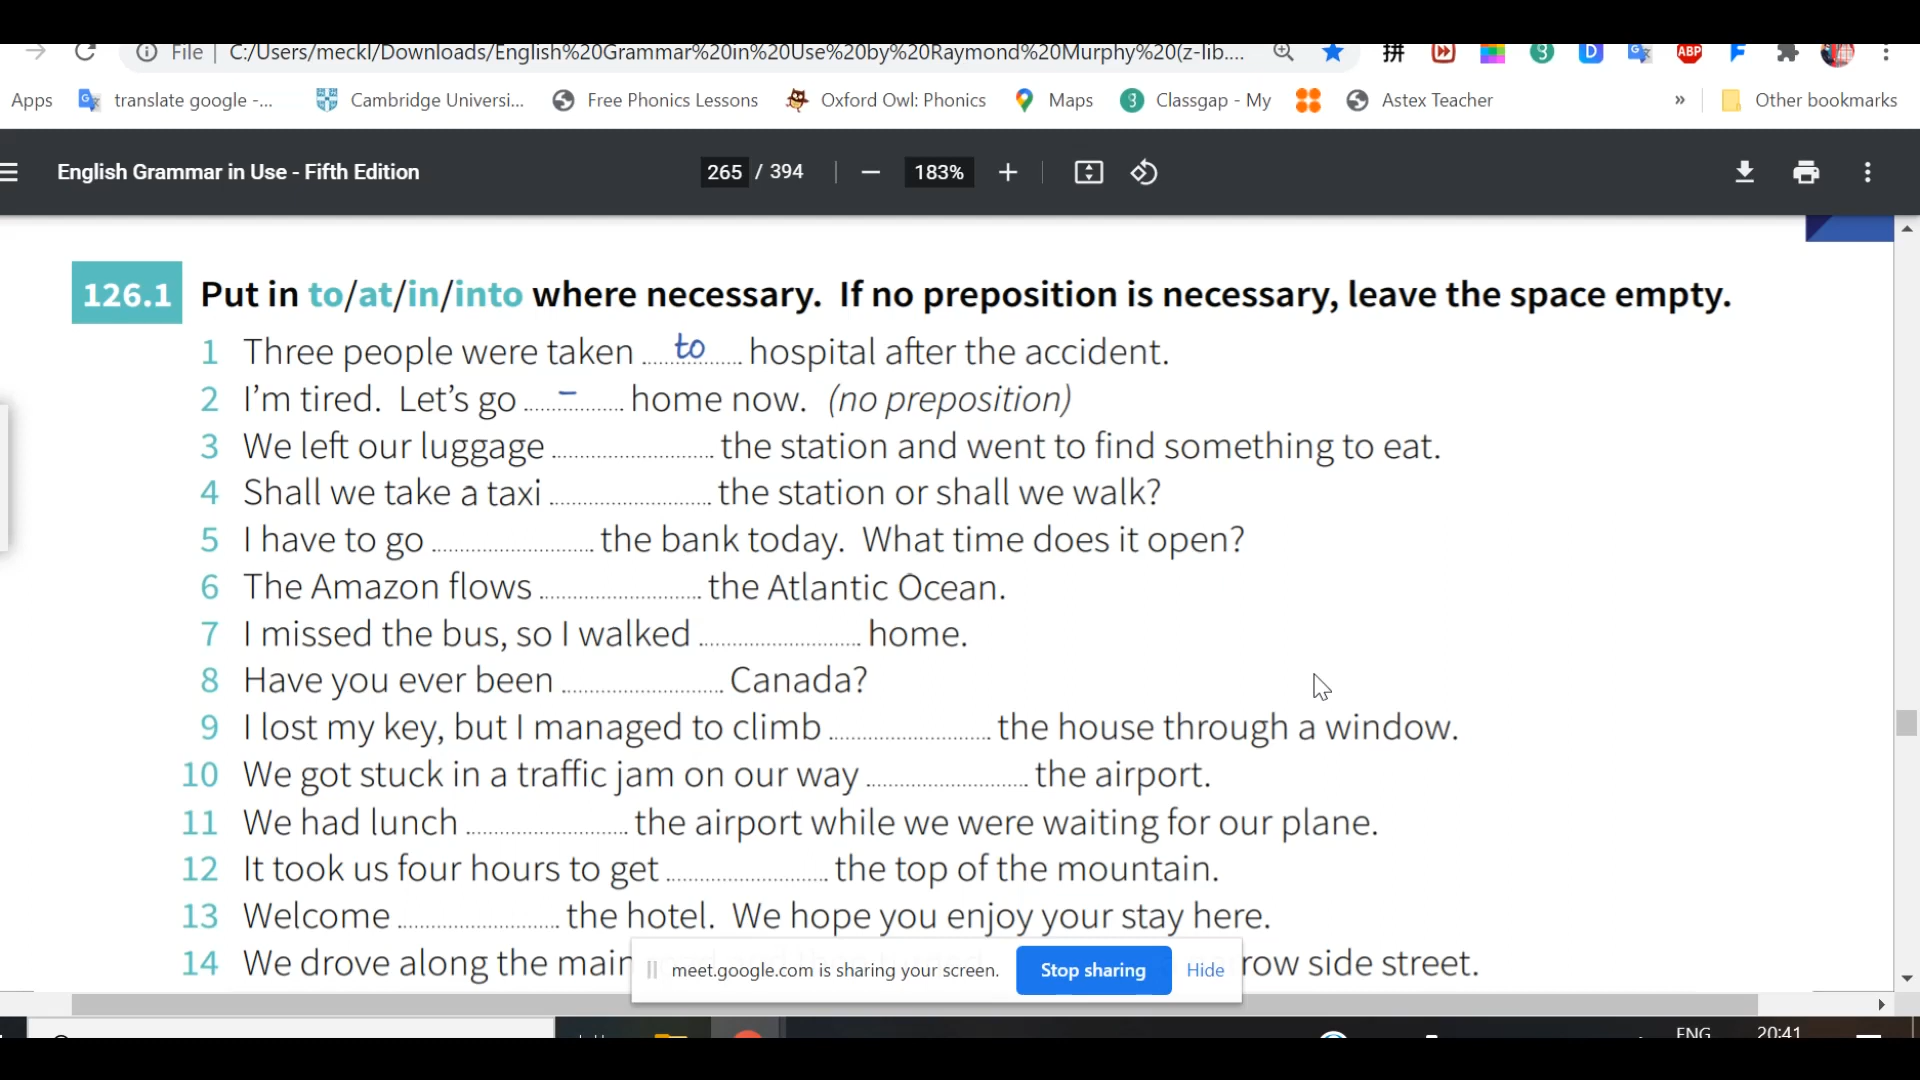 File | C:/Users/meckl/Downloads/English%20Grammar%20in%20Use%20by%20Raymond%20Murphy%20(z-lib....
Apps translate google -... Cambridge Universi... Free Phonics Lessons Oxford Owl: Phonics Maps Classgap - My Astex Teacher » Other bookmarks
English Grammar in Use - Fifth Edition 265 / 394 — 183% +
126.1 Put in to/at/in/into where necessary. If no preposition is necessary, leave the space empty.
1 Three people were taken to hospital after the accident.
2 I'm tired. Let's go – home now. (no preposition)
3 We left our luggage .................... the station and went to find something to eat.
4 Shall we take a taxi .................... the station or shall we walk?
5 I have to go .................... the bank today. What time does it open?
6 The Amazon flows .................... the Atlantic Ocean.
7 I missed the bus, so I walked .................... home.
8 Have you ever been .................... Canada?
9 I lost my key, but I managed to climb .................... the house through a window.
10 We got stuck in a traffic jam on our way .................... the airport.
11 We had lunch .................... the airport while we were waiting for our plane.
12 It took us four hours to get .................... the top of the mountain.
13 Welcome .................... the hotel. We hope you enjoy your stay here.
14 We drove along the main row side street.
meet.google.com is sharing your screen. Stop sharing Hide
ENG 20:41